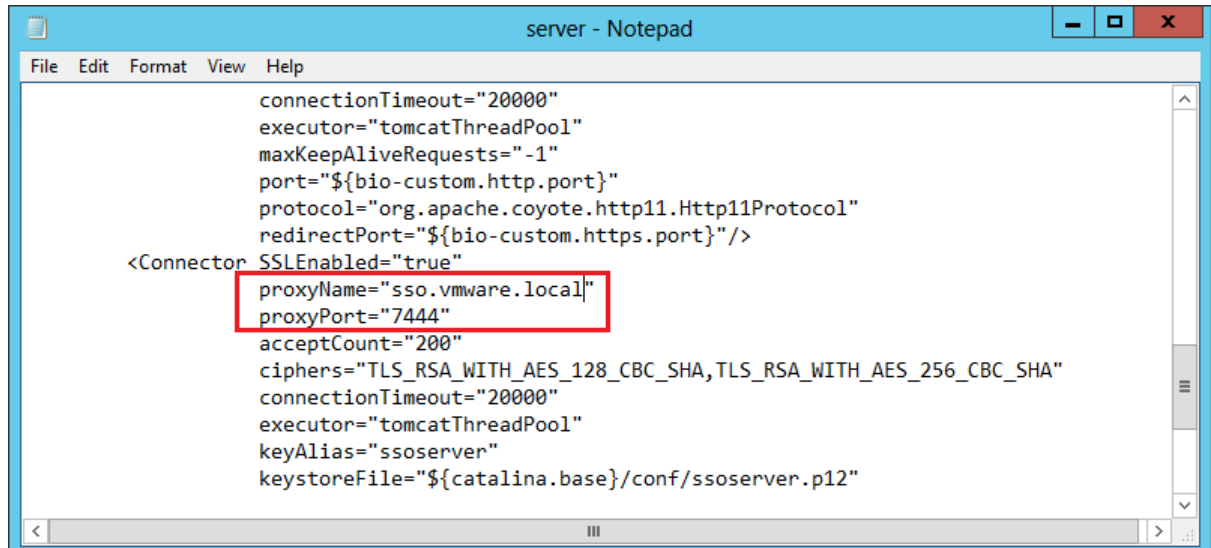 server - Notepad
File Edit Format View Help
connectionTimeout="20000"
executor="tomcatThreadPool"
maxKeepAliveRequests="-1"
port="${bio-custom.http.port}"
protocol="org.apache.coyote.http11.Http11Protocol"
redirectPort="${bio-custom.https.port}"/>
<Connector SSLEnabled="true"
proxyName="sso.vmware.local"
proxyPort="7444"
acceptCount="200"
ciphers="TLS_RSA_WITH_AES_128_CBC_SHA,TLS_RSA_WITH_AES_256_CBC_SHA"
connectionTimeout="20000"
executor="tomcatThreadPool"
keyAlias="ssoserver"
keystoreFile="${catalina.base}/conf/ssoserver.p12"